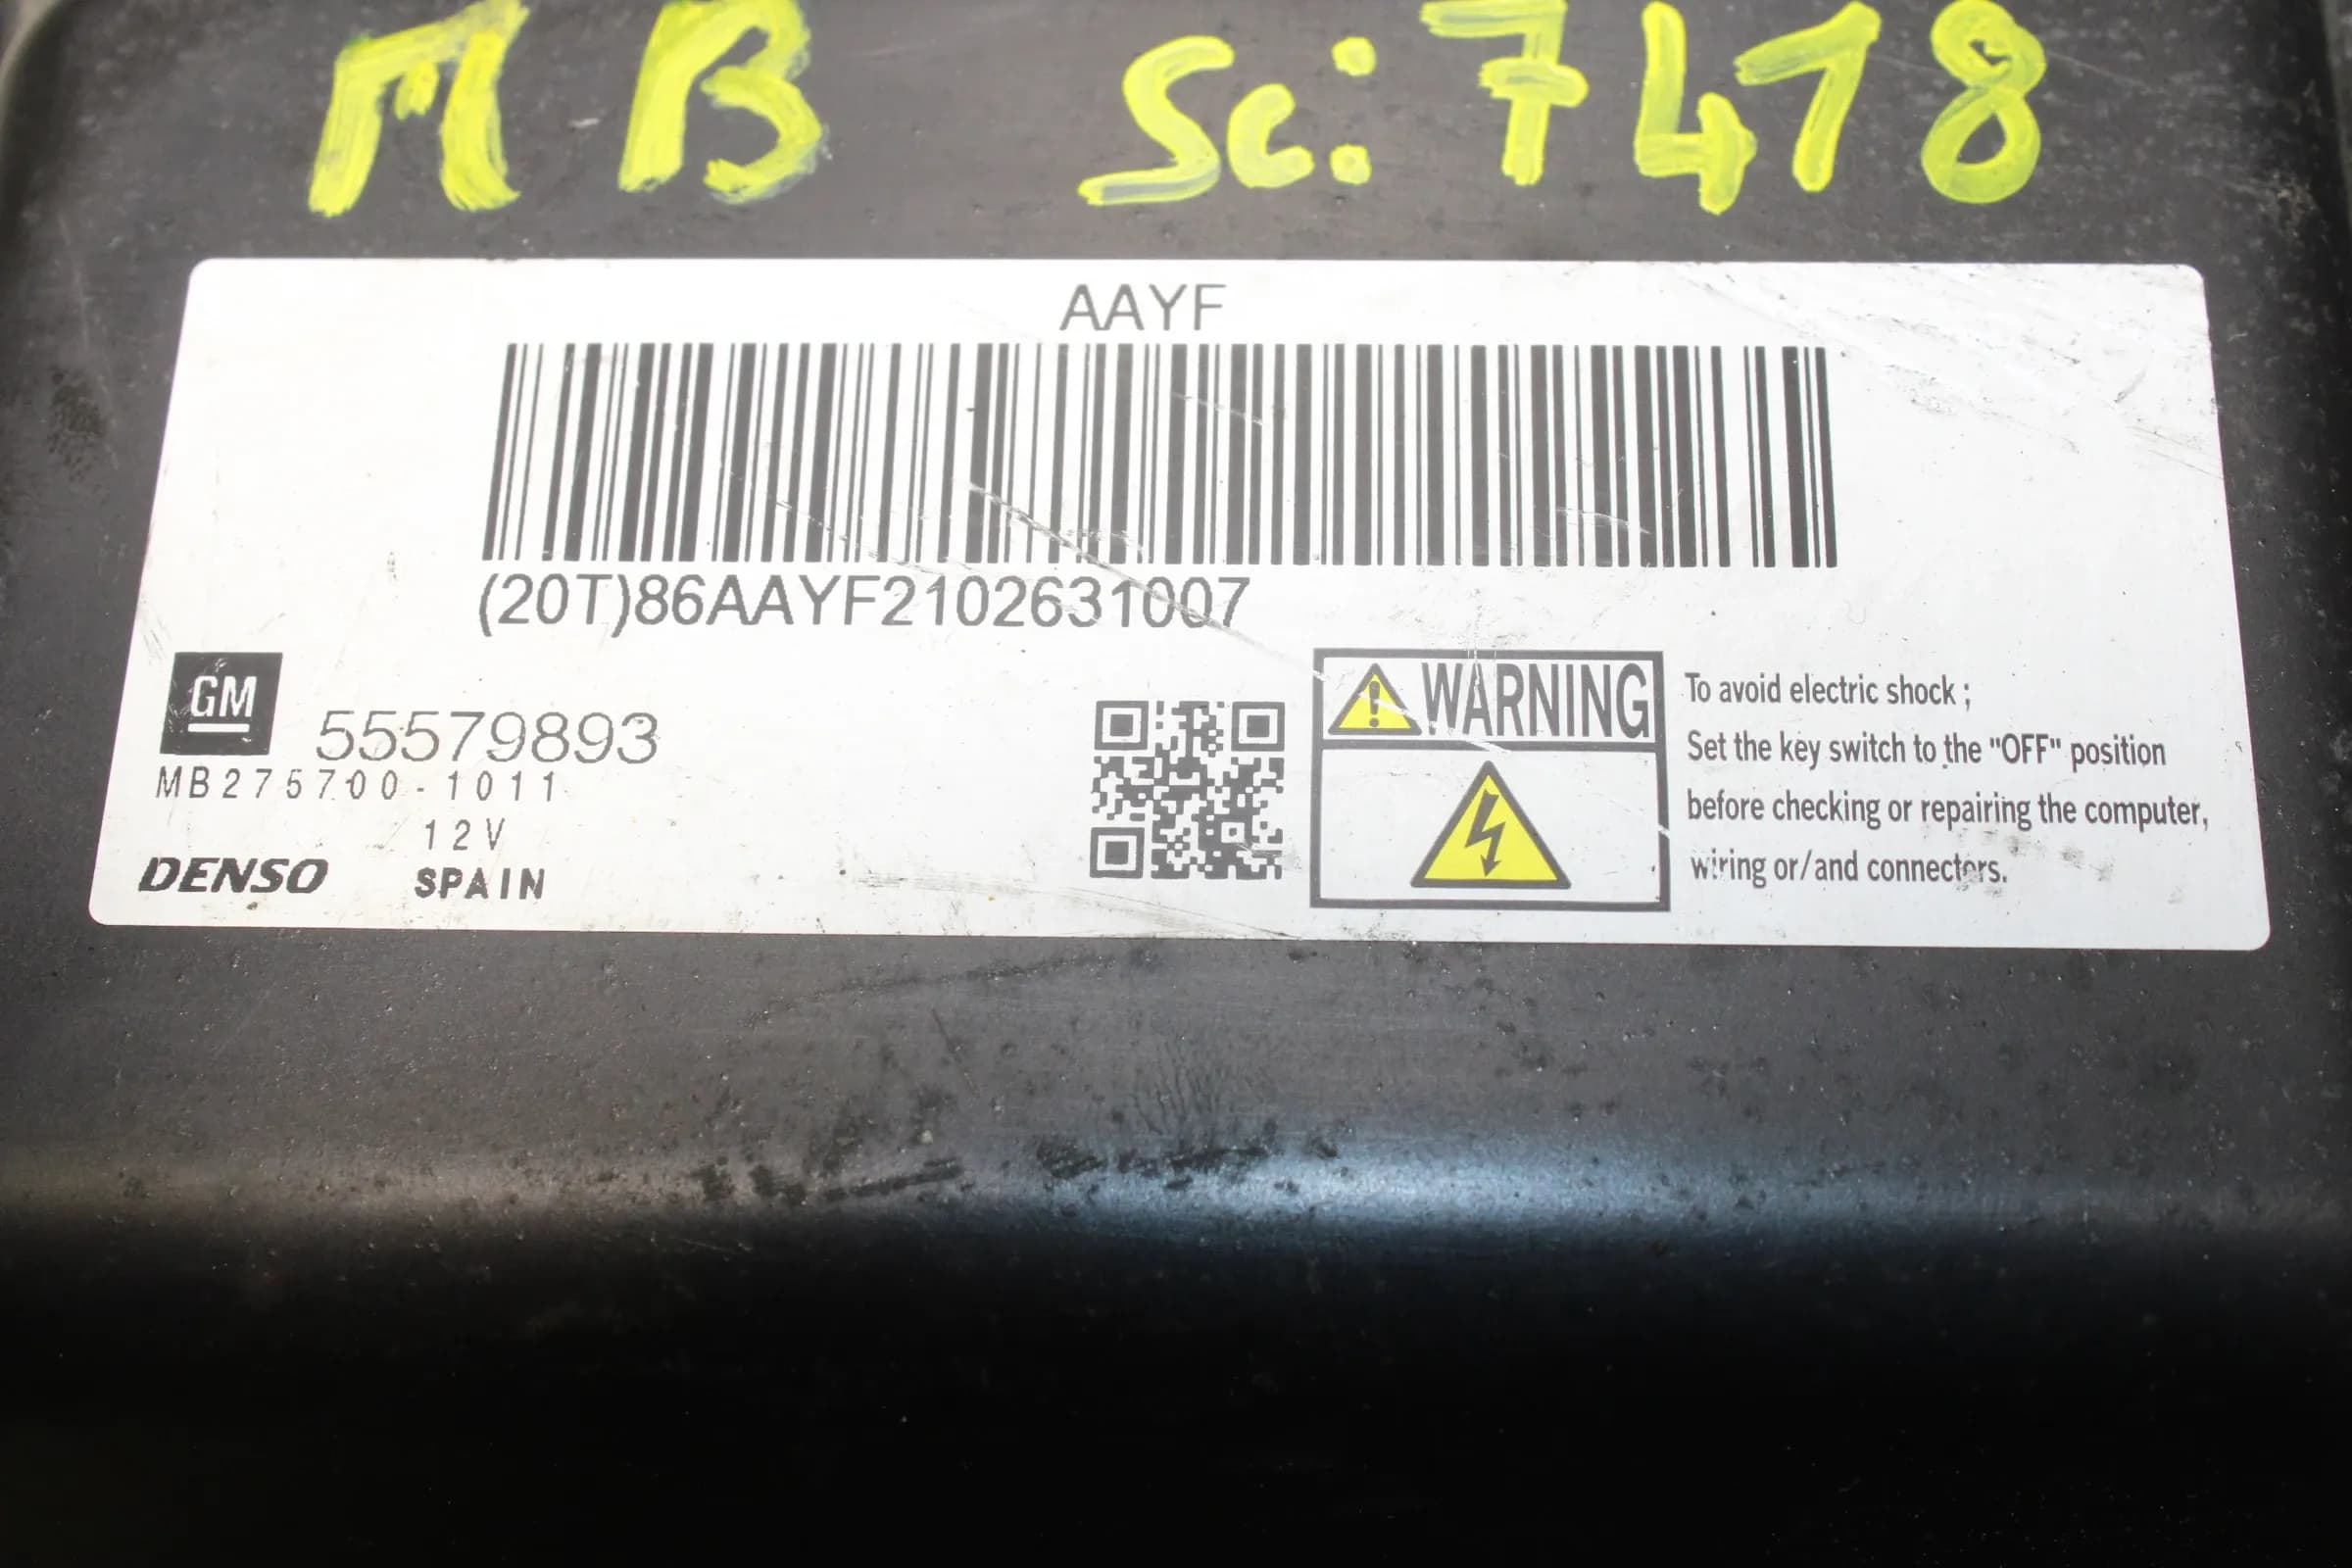 MB Sc:7418
AAYF
(20T)86AAYF2102631007
GM 55579893
MB275700-1011
12V
DENSO SPAIN
WARNING
To avoid electric shock ;
Set the key switch to the "OFF" position
before checking or repairing the computer,
wiring or/and connectors.